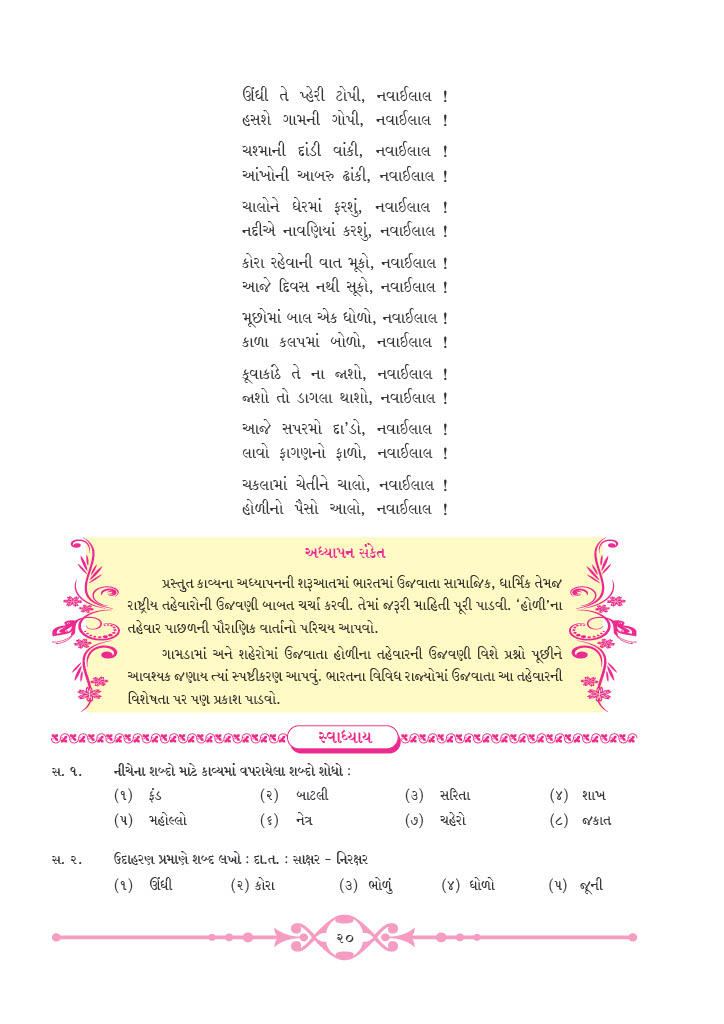 ઊંધી તે પ્હેરી ટોપી, નવાઈલાલ !
હસશે ગામની ગોપી, નવાઈલાલ !
ચશ્માની દાંડી વાંકી, નવાઈલાલ !
આંખોની આબરુ ઢાંકી, નવાઈલાલ !
ચાલોને ઘેરમાં ફરશું, નવાઈલાલ !
નદીએ નાવણિયાં કરશું, નવાઈલાલ !
કોરા રહેવાની વાત મૂકો, નવાઈલાલ !
આજે દિવસ નથી સૂકો, નવાઈલાલ !
મૂછોમાં બાલ એક ધોળો, નવાઈલાલ !
કાળા કલપમાં બોળો, નવાઈલાલ !
કૂવાકાંઠે તે ના જાશો, નવાઈલાલ !
જાશો તો ડાગલા થાશો, નવાઈલાલ !
આજે સપરમો દા'ડો, નવાઈલાલ !
લાવો ફાગણનો ફાળો, નવાઈલાલ !
ચકલામાં ચેતીને ચાલો, નવાઈલાલ !
હોળીનો પૈસો આલો, નવાઈલાલ !
અધ્યાપન સંકેત
પ્રસ્તુત કાવ્યના અધ્યાપનની શરૂઆતમાં ભારતમાં ઉજવાતા સામાજિક, ધાર્મિક તેમજ
રાષ્ટ્રીય તહેવારોની ઉજવણી બાબત ચર્ચા કરવી. તેમાં જરૂરી માહિતી પૂરી પાડવી. ‘હોળી’ના
તહેવાર પાછળની પૌરાણિક વાર્તાનો પરિચય આપવો.
ગામડામાં અને શહેરોમાં ઉજવાતા હોળીના તહેવારની ઉજવણી વિશે પ્રશ્નો પૂછીને
આવશ્યક જણાય ત્યાં સ્પષ્ટીકરણ આપવું. ભારતના વિવિધ રાજ્યોમાં ઉજવાતા આ તહેવારની
વિશેષતા પર પણ પ્રકાશ પાડવો.
સ્વાધ્યાય
સ. ૧. નીચેના શબ્દો માટે કાવ્યમાં વપરાયેલા શબ્દો શોધો :
(૧) ફંડ (૨) બાટલી (૩) સરિતા (૪) શાખ
(૫) મહોલ્લો (૬) નેત્ર (૭) ચહેરો (૮) જકાત
સ. ૨. ઉદાહરણ પ્રમાણે શબ્દ લખો : દા.ત. : સાક્ષર - નિરક્ષર
(૧) ઊંધી (૨) કોરા (૩) ભોળું (૪) ધોળો (૫) જૂની
૨૦